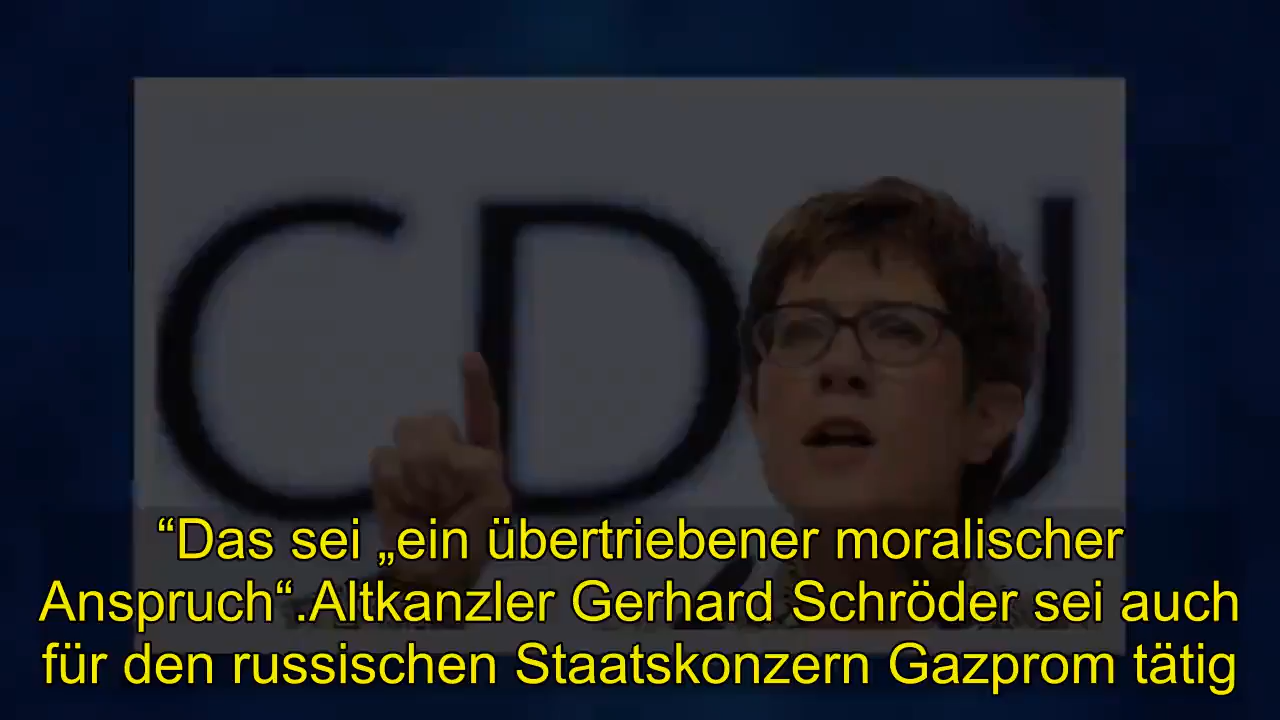 CDU
“Das sei „ein übertriebener moralischer
Anspruch“.Altkanzler Gerhard Schröder sei auch
für den russischen Staatskonzern Gazprom tätig